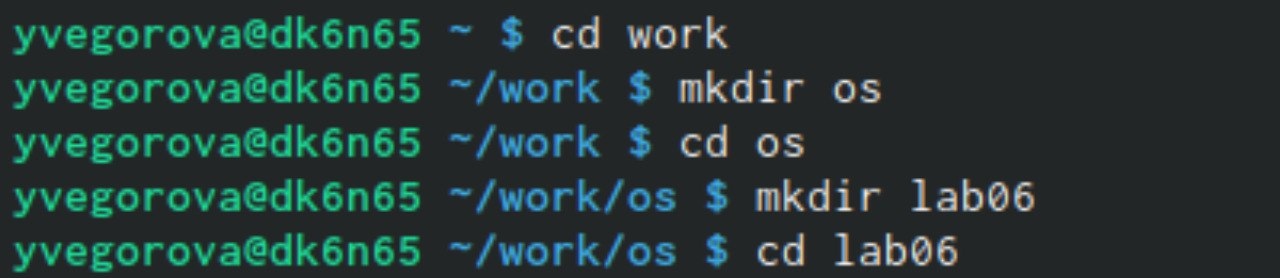 yvegorova@dk6n65 ~ $ cd work
yvegorova@dk6n65 ~/work $ mkdir os
yvegorova@dk6n65 ~/work $ cd os
yvegorova@dk6n65 ~/work/os $ mkdir lab06
yvegorova@dk6n65 ~/work/os $ cd lab06